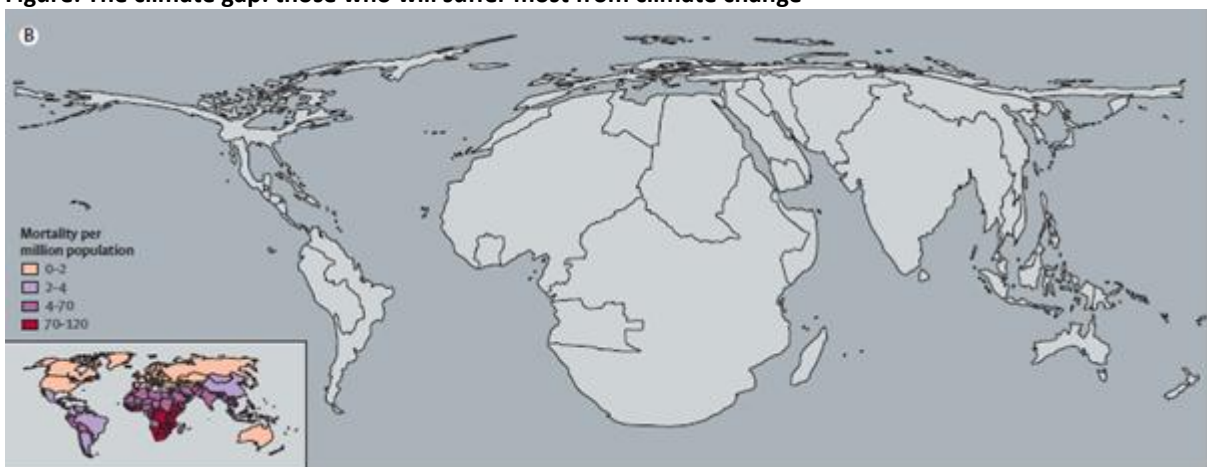 Figure: The climate gap: those who will suffer most from climate change
B
Mortality per
million population
0-2
2-4
4-70
70-120